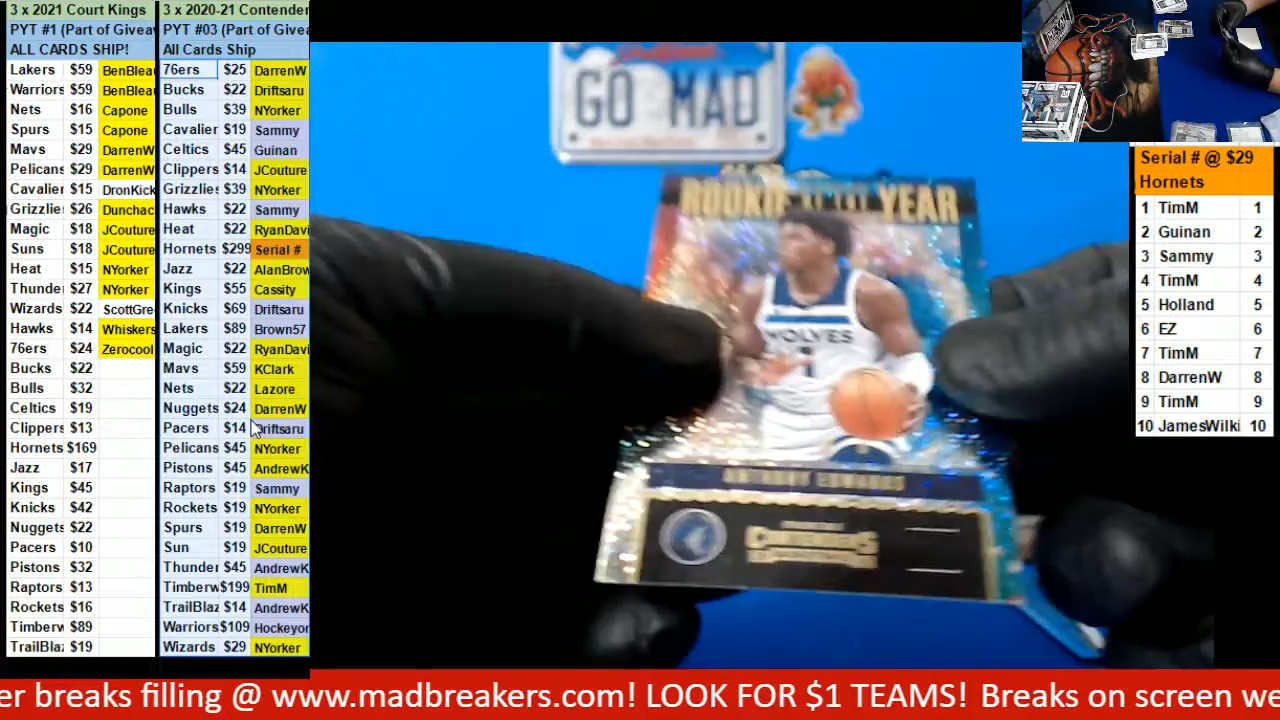 3 x 2021 Court Kings
PYT #1 (Part of Giveav
ALL CARDS SHIP!
Lakers $59 BenBlea
Warriors $59 BenBlea
Nets $16 Capone
Spurs $15 Capone
Mavs $29 DarrenW
Pelicans $29 DarrenW
Cavalier $15 DronKick
Grizzlie $26 Dunchac
Magic $18 JCouture
Suns $18 JCouture
Heat $15 NYorker
Thunde $27 NYorker
Wizards $22 ScottGre
Hawks $14 Whiskers
76ers $24 Zerocool
Bucks $22
Bulls $32
Celtics $19
Clippers $13
Hornets $169
Jazz $17
Kings $45
Knicks $42
Nuggets $22
Pacers $10
Pistons $32
Raptors $13
Rockets $16
Timberw $89
TrailBla $19
3 x 2020-21 Contender
PYT #03 (Part of Givea
All Cards Ship
76ers $25 DarrenW
Bucks $22 Driftsaru
Bulls $39 NYorker
Cavalier $19 Sammy
Celtics $45 Guinan
Clippers $14 JCouture
Grizzlies $39 NYorker
Hawks $22 Sammy
Heat $22 RyanDavi
Hornets $299 Serial #
Jazz $22 AlanBrow
Kings $55 Cassity
Knicks $69 Driftsaru
Lakers $89 Brown57
Magic $22 RyanDavi
Mavs $59 KClark
Nets $22 Lazore
Nuggets $24 DarrenW
Pacers $14 Driftsaru
Pelicans $45 NYorker
Pistons $45 AndrewK
Raptors $19 Sammy
Rockets $19 NYorker
Spurs $19 DarrenW
Sun $19 JCouture
Thunder $45 AndrewK
Timberw $199 TimM
TrailBlaz $14 AndrewK
Warriors $109 Hockeyor
Wizards $29 NYorker
GO MAD
ROOKIE OF THE YEAR
WOLVES
1
ANTHONY EDWARDS
CONTENDERS
Serial # @ $29
Hornets
1 TimM 1
2 Guinan 2
3 Sammy 3
4 TimM 4
5 Holland 5
6 EZ 6
7 TimM 7
8 DarrenW 8
9 TimM 9
10 JamesWilki 10
er breaks filling @ www.madbreakers.com! LOOK FOR $1 TEAMS! Breaks on screen we